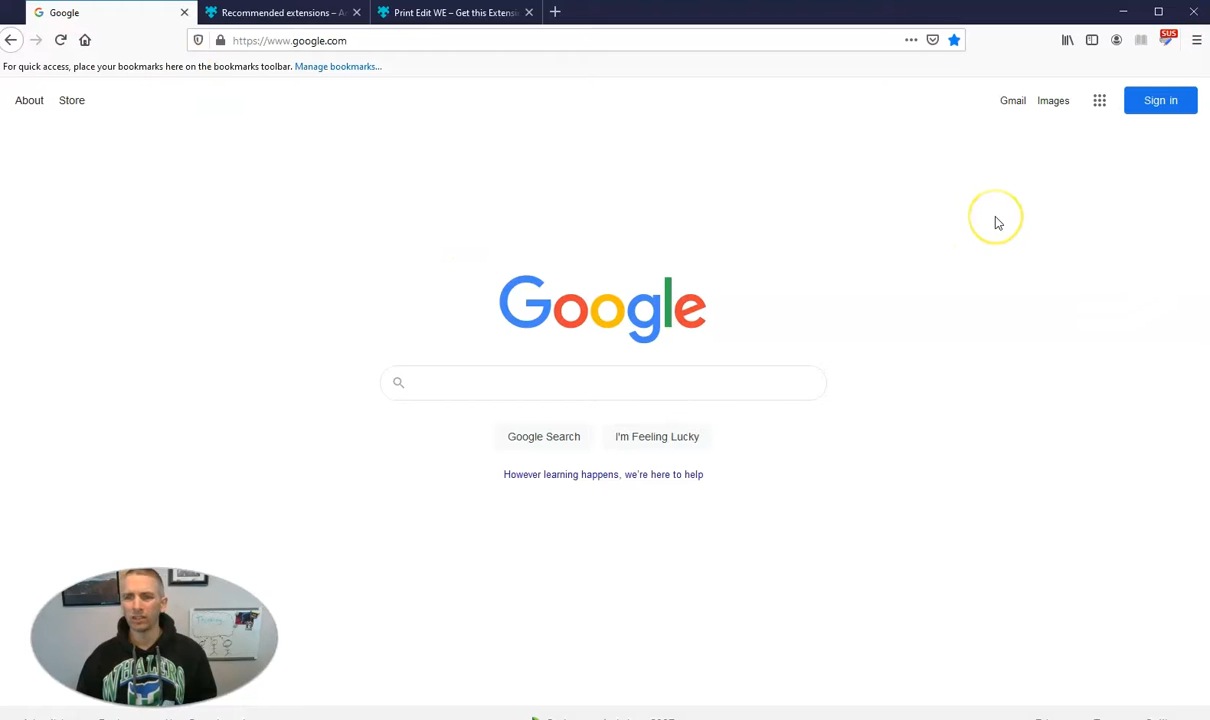 Google
Recommended extensions –
Print Edit WE – Get this Extensi
SUS
https://www.google.com
For quick access, place your bookmarks here on the bookmarks toolbar. Manage bookmarks...
About Store
Gmail Images
Sign in
Google
Google Search I'm Feeling Lucky
However learning happens, we're here to help
WHALERS